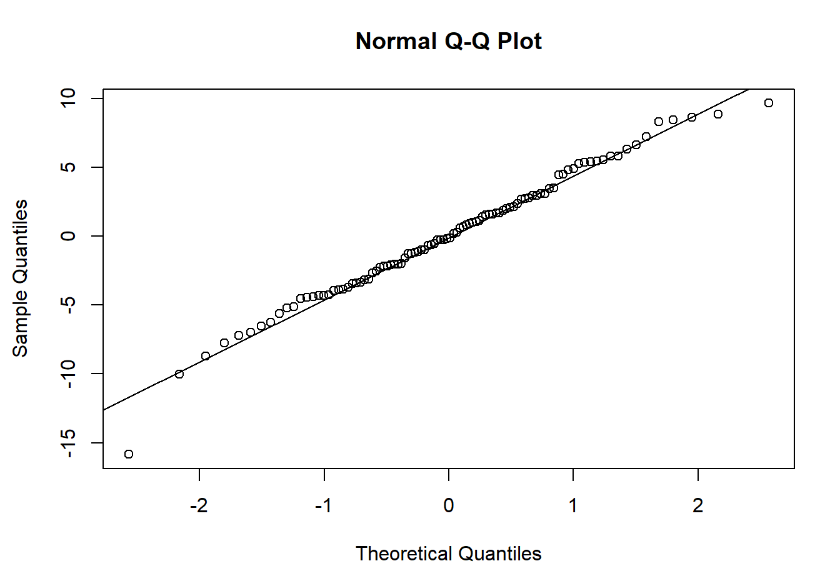 Normal Q-Q Plot
10
5
0
-5
-10
-15
Sample Quantiles
-2 -1 0 1 2
Theoretical Quantiles